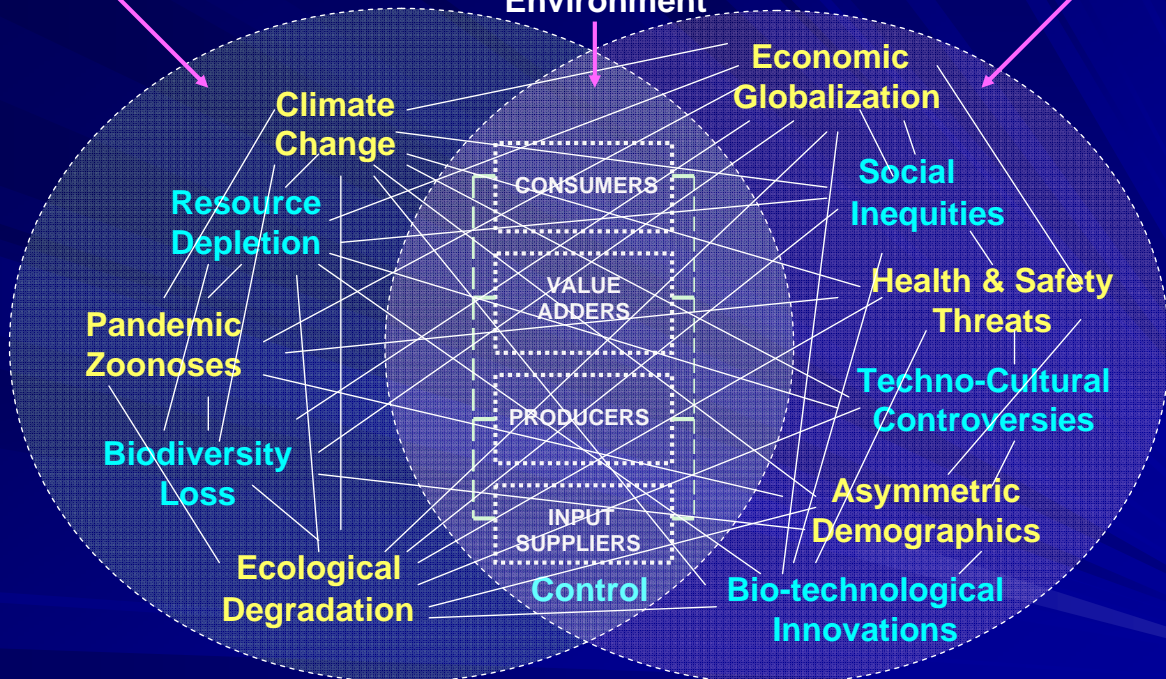 Environment
Climate
Change
Resource
Depletion
Pandemic
Zoonoses
Biodiversity
Loss
Ecological
Degradation
CONSUMERS
VALUE
ADDERS
PRODUCERS
INPUT
SUPPLIERS
Control
Economic
Globalization
Social
Inequities
Health & Safety
Threats
Techno-Cultural
Controversies
Asymmetric
Demographics
Bio-technological
Innovations